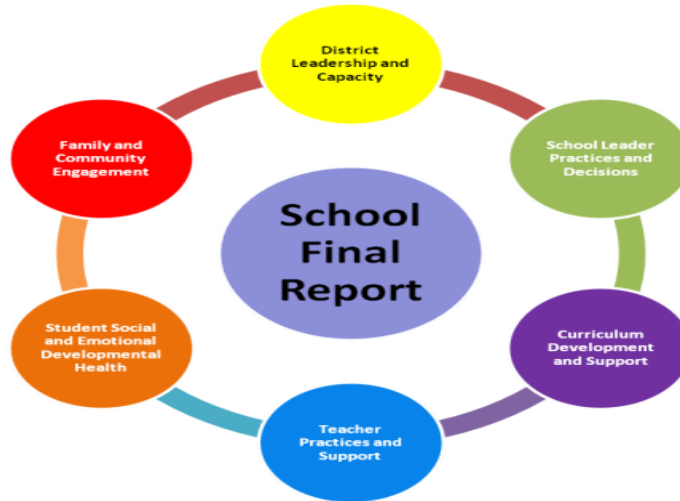 District
Leadership and
Capacity
Family and
Community
Engagement
School Leader
Practices and
Decisions
School
Final
Report
Student Social
and Emotional
Developmental
Health
Curriculum
Development
and Support
Teacher
Practices and
Support